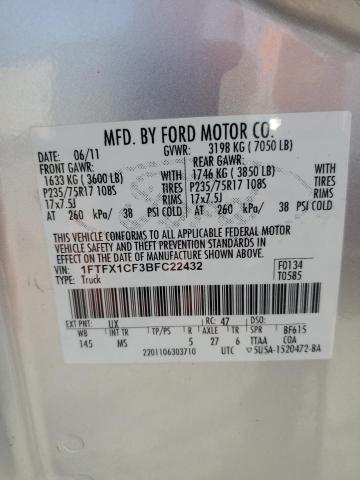 MFD. BY FORD MOTOR CO.
DATE: 06/11 GVWR: 3198 KG ( 7050 LB)
FRONT GAWR: REAR GAWR:
1633 KG ( 3600 LB) WITH 1746 KG ( 3850 LB)
P235/75R17 108S TIRES P235/75R17 108S
17x7.5J RIMS 17x7.5J
AT 260 kPa/ 38 PSI COLD AT 260 kPa/ 38 PSI COLD
THIS VEHICLE CONFORMS TO ALL APPLICABLE FEDERAL MOTOR
VEHICLE SAFETY AND THEFT PREVENTION STANDARDS IN
EFFECT ON THE DATE OF MANUFACTURE SHOWN ABOVE.
VIN: 1FTFX1CF3BFC22432 F0134
TYPE: Truck T0585
EXT PNT: UX RC: 47 DSO:
WB BRK INT TR TP/PS R AXLE TR SPR BF615
145 MS 5 27 6 TTAA COA
2201106303710 UTC 5U5A-1520472-BA